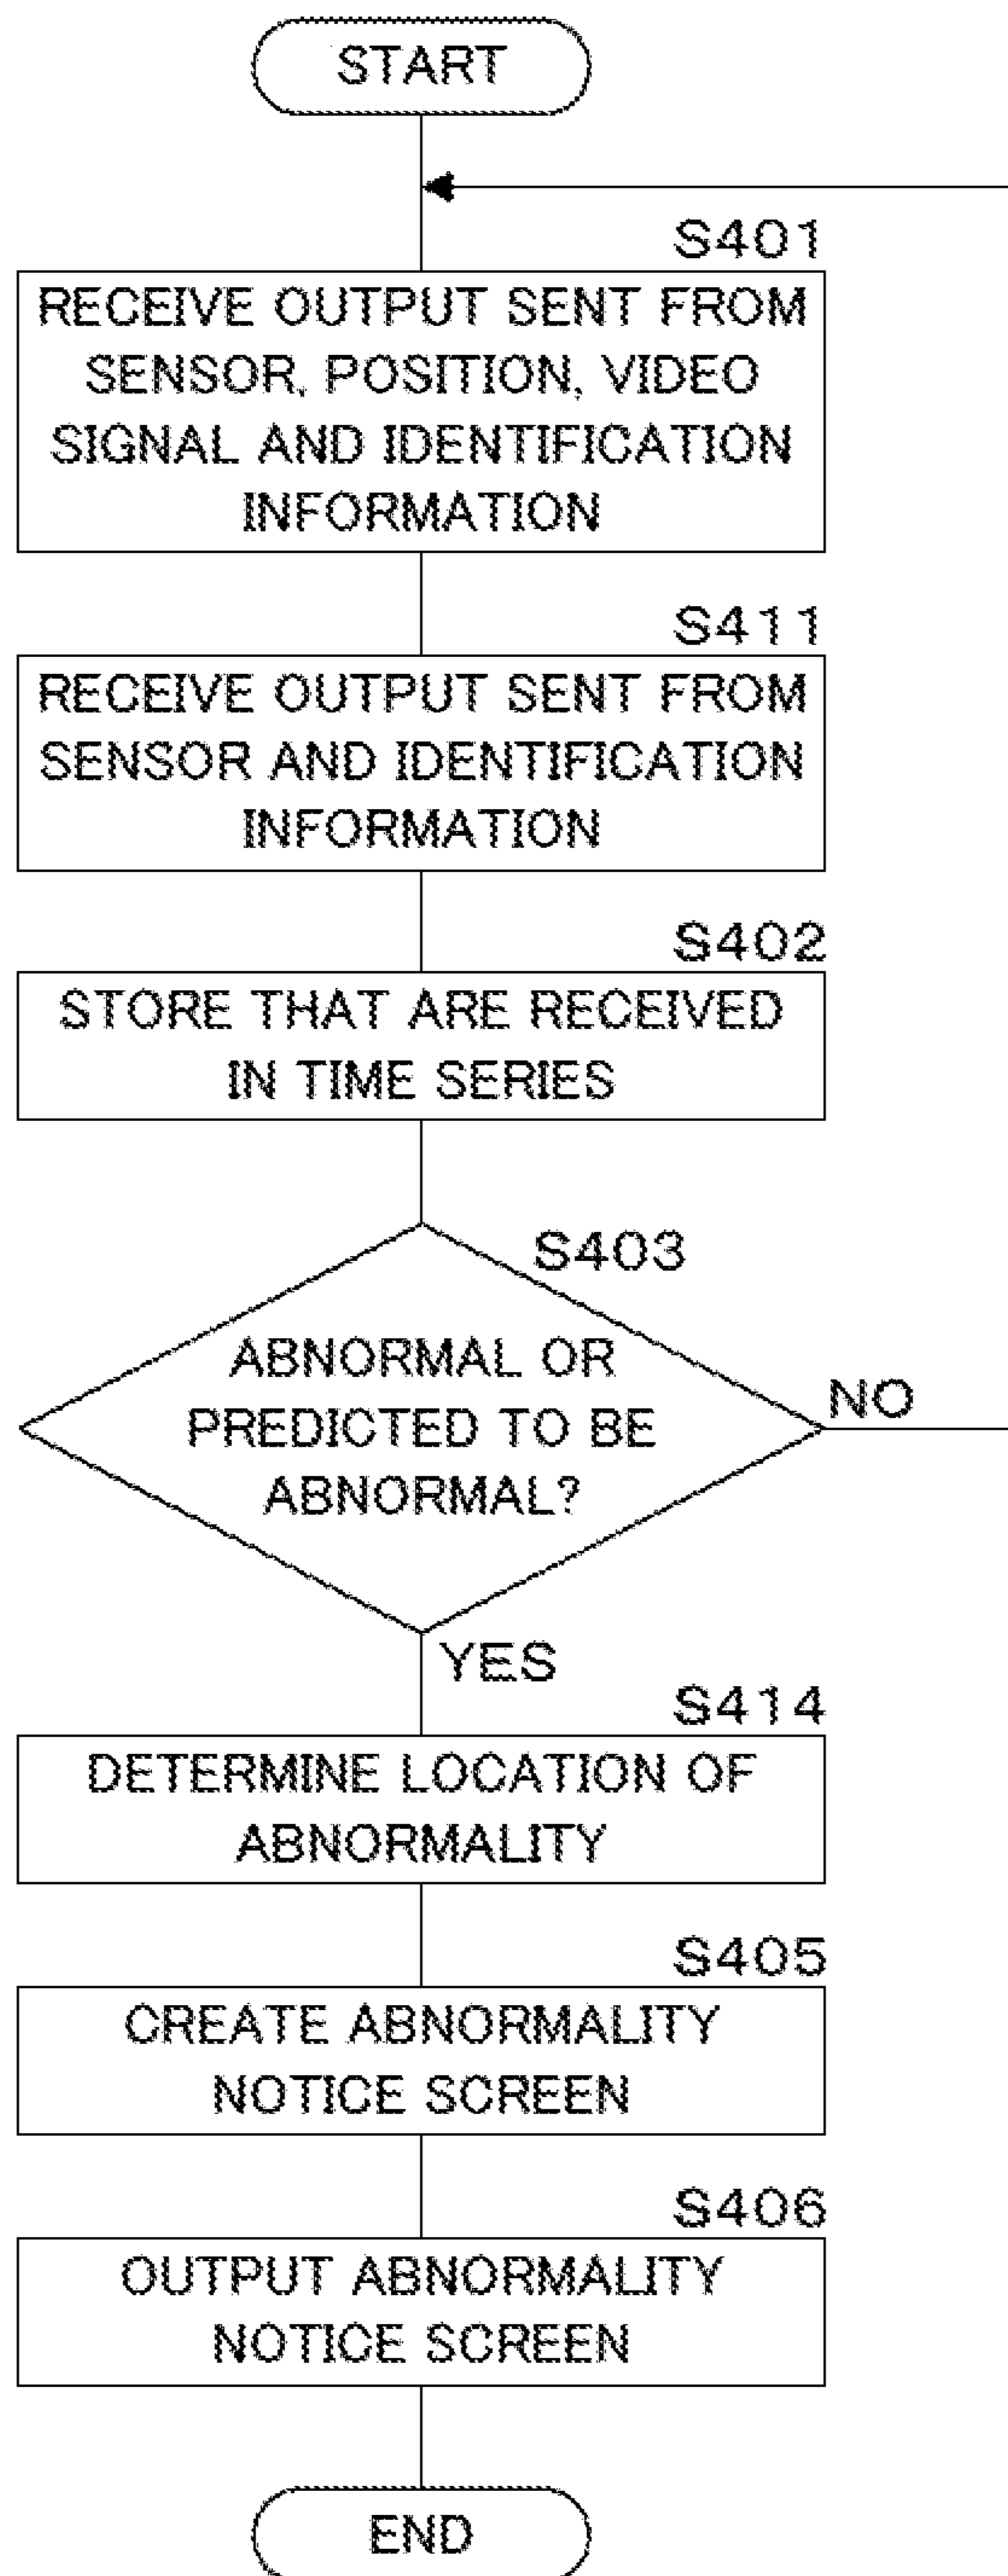 START
S401
RECEIVE OUTPUT SENT FROM
SENSOR, POSITION, VIDEO
SIGNAL AND IDENTIFICATION
INFORMATION
S411
RECEIVE OUTPUT SENT FROM
SENSOR AND IDENTIFICATION
INFORMATION
S402
STORE THAT ARE RECEIVED
IN TIME SERIES
S403
ABNORMAL OR
PREDICTED TO BE
ABNORMAL?
NO
YES
S414
DETERMINE LOCATION OF
ABNORMALITY
S405
CREATE ABNORMALITY
NOTICE SCREEN
S406
OUTPUT ABNORMALITY
NOTICE SCREEN
END